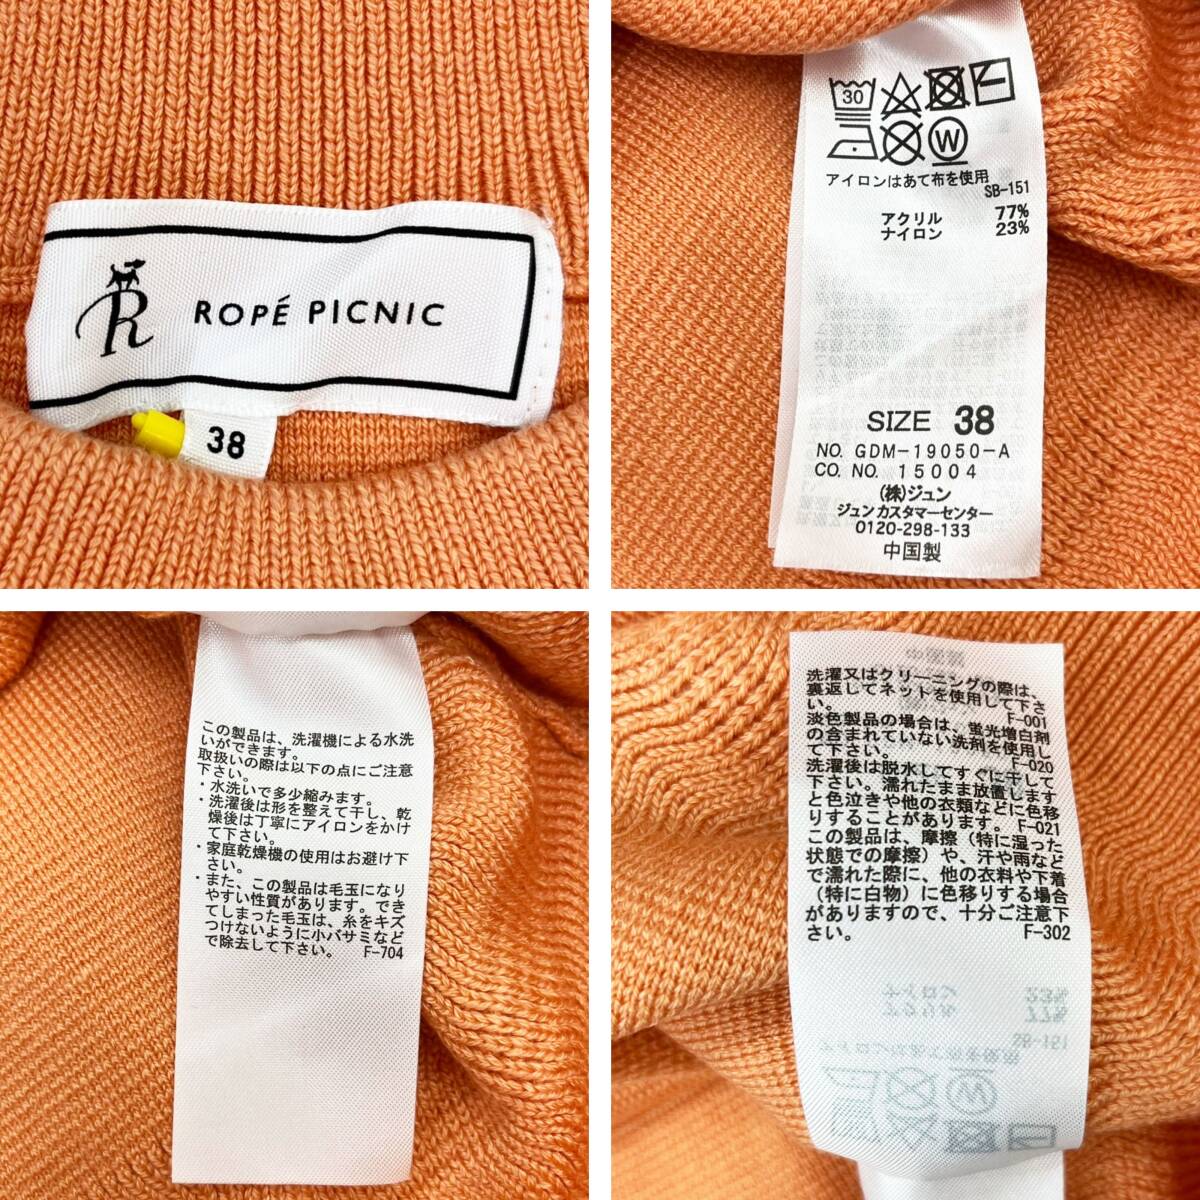 R
ROPÉ PICNIC
38
30
W
アイロンはあて布を使用
SB-151
アクリル 77%
ナイロン 23%
SIZE 38
NO. GDM-19050-A
CO. NO. 15004
(株)ジュン
ジュンカスタマーセンター
0120-298-133
中国製
この製品は、洗濯機による水洗
いができます。
取扱いの際は以下の点にご注意
下さい。
・水洗いで多少縮みます。
・洗濯後は形を整えて干し、乾
燥後は丁寧にアイロンをかけ
て下さい。
・家庭乾燥機の使用はお避け下
さい。
・また、この製品は毛玉になり
やすい性質があります。でき
てしまった毛玉は、糸をキズ
つけないように小バサミなど
で除去して下さい。 F-704
洗濯又はクリーニングの際は、
裏返してネットを使用して下さ
い。 F-001
淡色製品の場合は、蛍光増白剤
の含まれていない洗剤を使用し
て下さい。 F-020
洗濯後は脱水してすぐに干して
下さい。濡れたまま放置します
と色泣きや他の衣類などに色移
りすることがあります。 F-021
この製品は、摩擦（特に湿った
状態での摩擦）や、汗や雨など
で濡れた際に、他の衣料や下着
（特に白物）に色移りする場合
がありますので、十分ご注意下
さい。 F-302